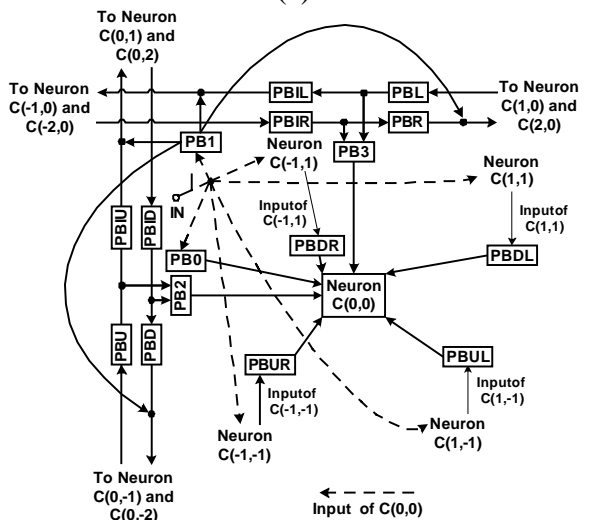 To Neuron
C(0,1) and
C(0,2)
To Neuron
C(-1,0) and
C(-2,0)
PBIL
PBL
To Neuron
C(1,0) and
C(2,0)
PBIR
PBR
PB1
PB3
Neuron
C(-1,1)
Neuron
C(1,1)
IN
Inputof
C(-1,1)
Inputof
C(1,1)
PBIU
PBID
PBDR
PBDL
PB0
PB2
Neuron
C(0,0)
PBU
PBD
PBUR
PBUL
Inputof
C(-1,-1)
Inputof
C(1,-1)
Neuron
C(-1,-1)
Neuron
C(1,-1)
To Neuron
C(0,-1) and
C(0,-2)
Input of C(0,0)